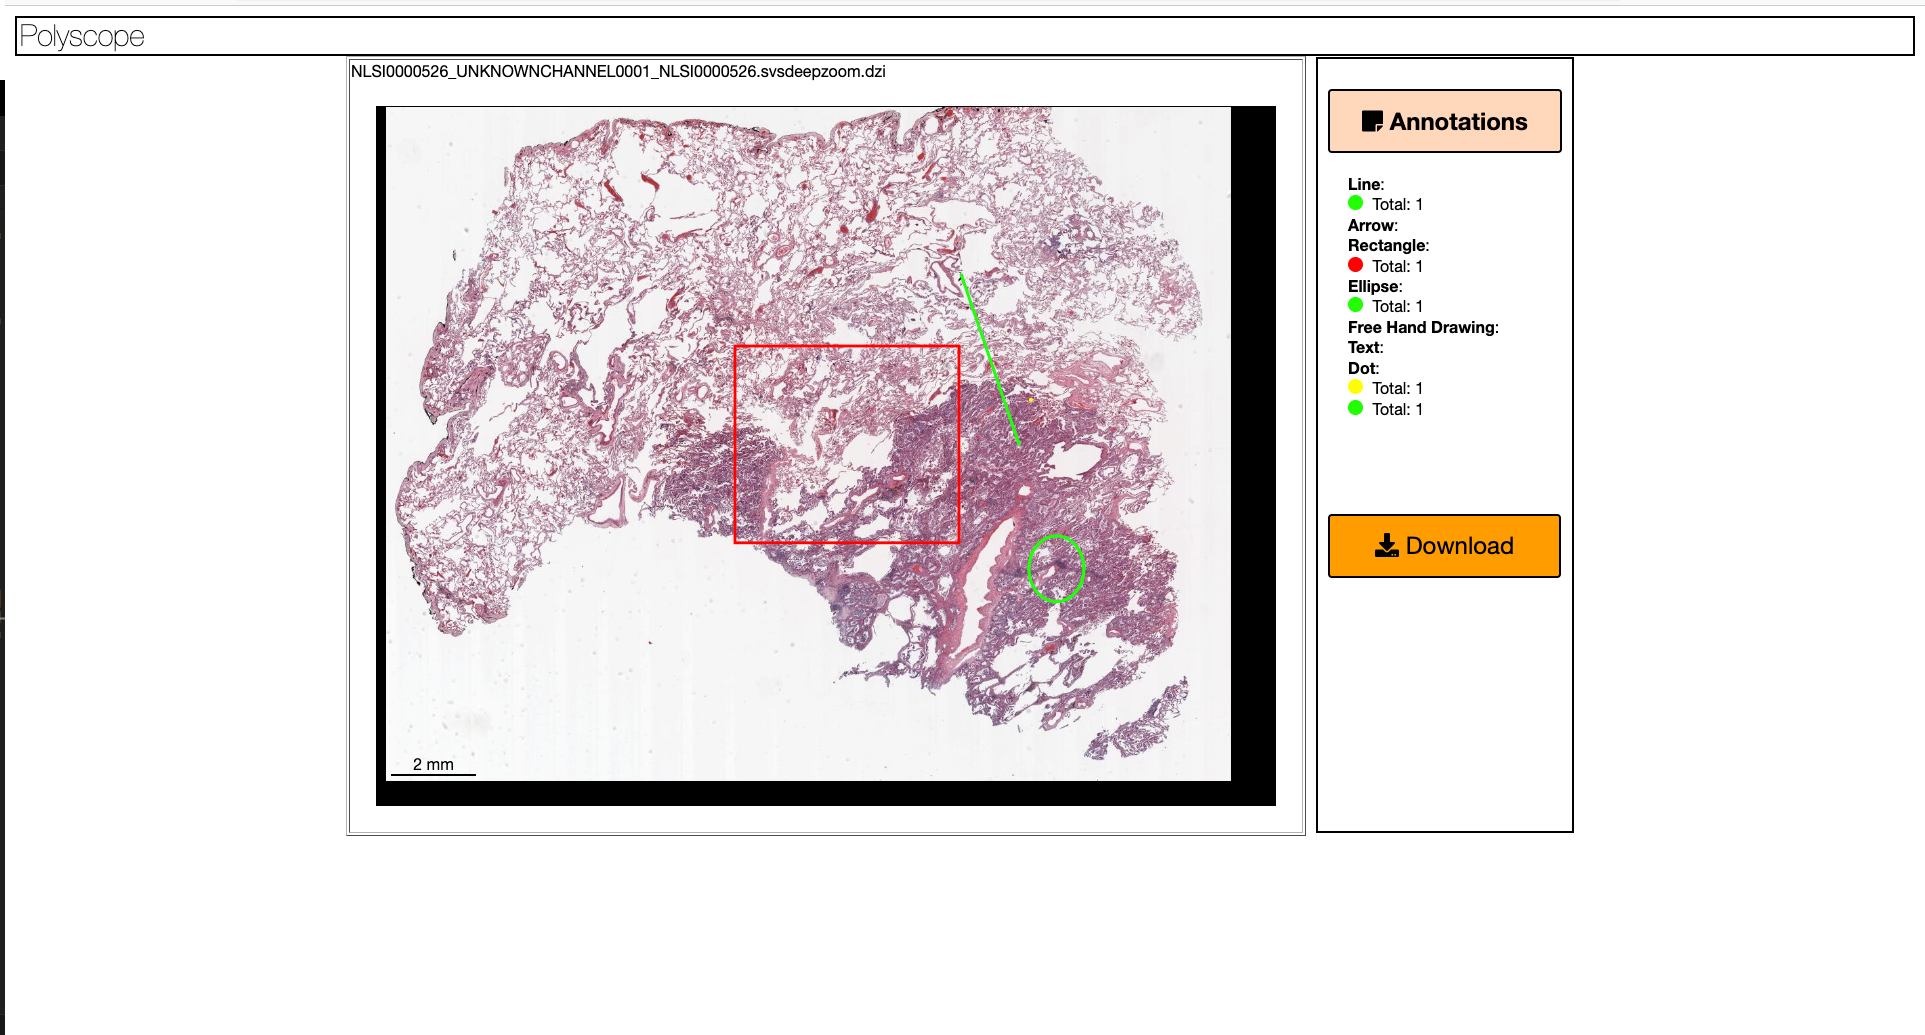 Polyscope
NLSI0000526_UNKNOWNCHANNEL0001_NLSI0000526.svsdeepzoom.dzi
Annotations
Line:
Total: 1
Arrow:
Rectangle:
Total: 1
Ellipse:
Total: 1
Free Hand Drawing:
Text:
Dot:
Total: 1
Total: 1
Download
2 mm